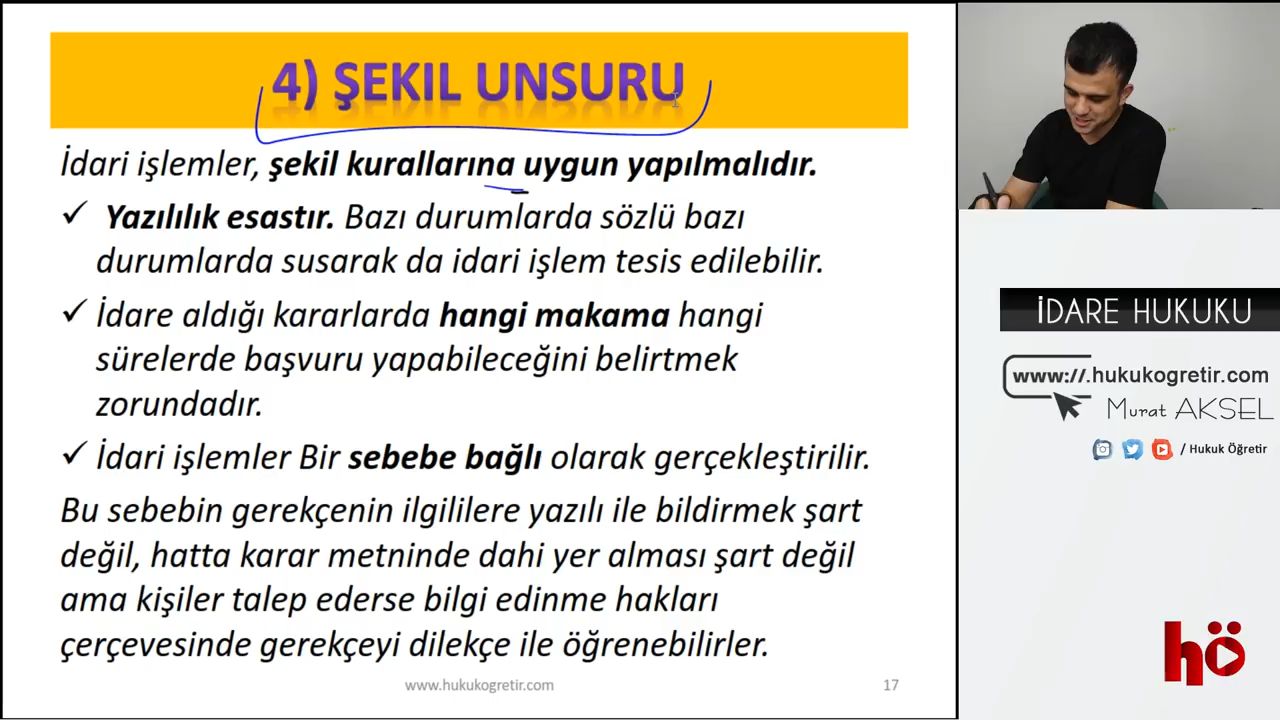 4) ŞEKIL UNSURU
İdari işlemler, şekil kurallarına uygun yapılmalıdır.
✓ Yazılılık esastır. Bazı durumlarda sözlü bazı
durumlarda susarak da idari işlem tesis edilebilir.
✓ İdare aldığı kararlarda hangi makama hangi
sürelerde başvuru yapabileceğini belirtmek
zorundadır.
✓ İdari işlemler Bir sebebe bağlı olarak gerçekleştirilir.
Bu sebebin gerekçenin ilgililere yazılı ile bildirmek şart
değil, hatta karar metninde dahi yer alması şart değil
ama kişiler talep ederse bilgi edinme hakları
çerçevesinde gerekçeyi dilekçe ile öğrenebilirler.
www.hukukogretir.com
17
İDARE HUKUKU
www://.hukukogretir.com
Murat AKSEL
/ Hukuk Öğretir
hö